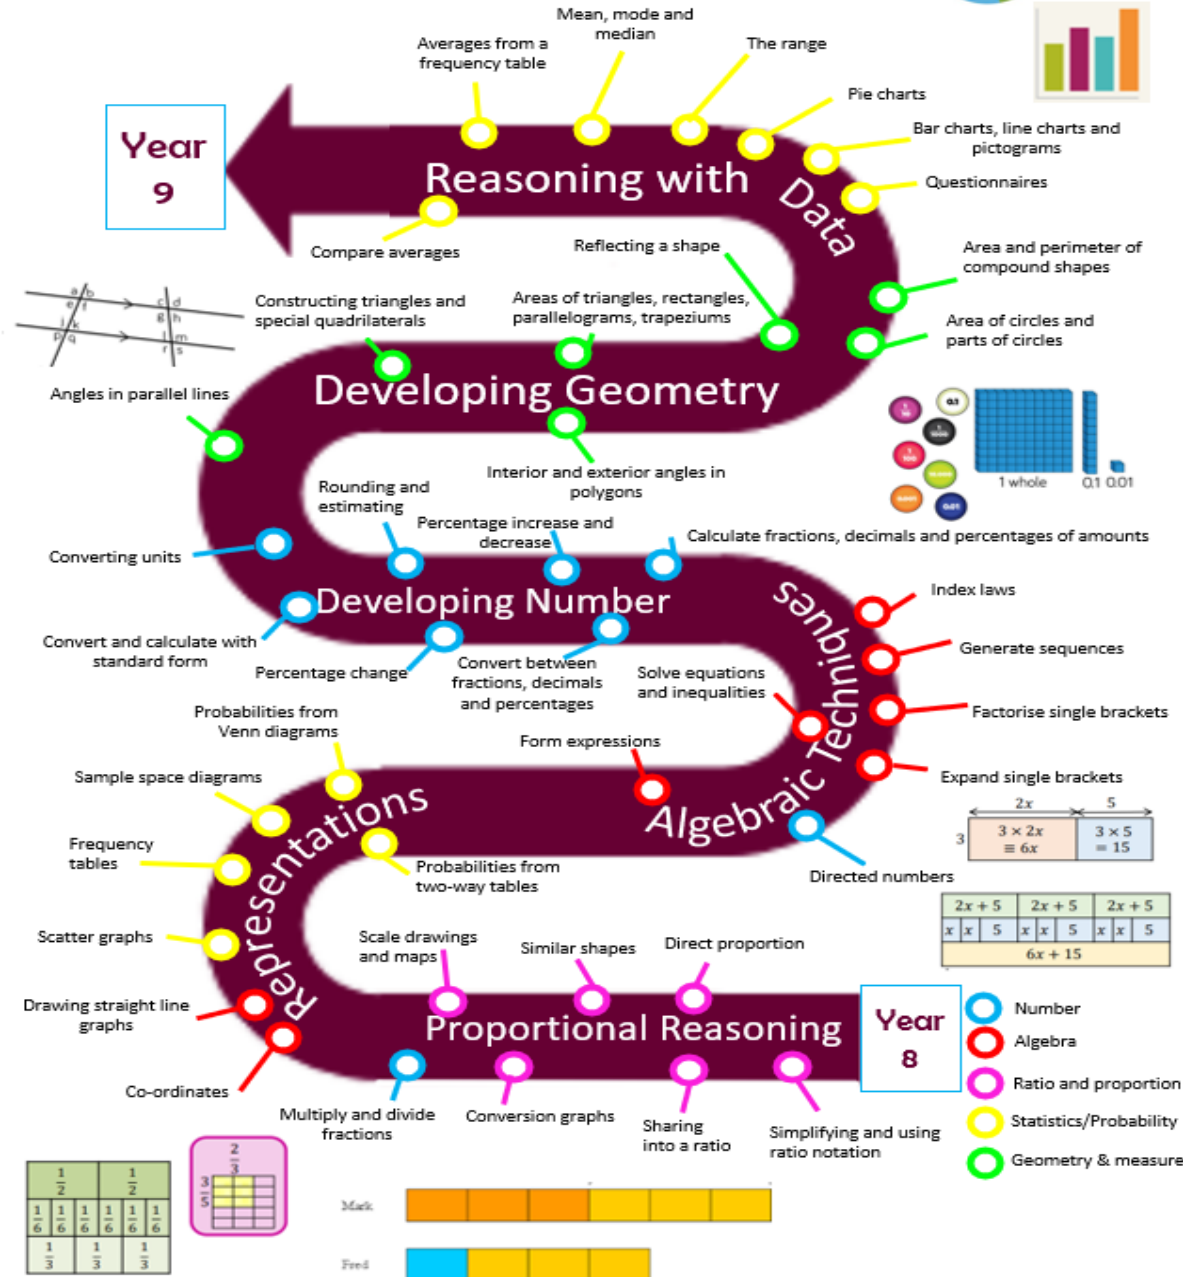 Mean, mode and
median
Averages from a
frequency table
The range
Pie charts
Bar charts, line charts and
pictograms
Questionnaires
Year
9
Reasoning with
Data
Compare averages
Reflecting a shape
Area and perimeter of
compound shapes
Constructing triangles and
special quadrilaterals
Areas of triangles, rectangles,
parallelograms, trapeziums
Area of circles and
parts of circles
a b
c d
e f
g h
j k
l m
p q
r s
Angles in parallel lines
Developing Geometry
Interior and exterior angles in
polygons
1
10
0.1
1
1000
1
100
0.01
1 whole
0.1 0.01
Rounding and
estimating
Percentage increase and
decrease
Calculate fractions, decimals and percentages of amounts
Converting units
Developing Number
Convert and calculate with
standard form
Percentage change
Convert between
fractions, decimals
and percentages
Index laws
Generate sequences
Solve equations
and inequalities
Factorise single brackets
Form expressions
Expand single brackets
Algebraic Techniques
Directed numbers
2x 5
3
3 × 2x
≡ 6x
3 × 5
= 15
2x + 5 2x + 5 2x + 5
x x 5 x x 5 x x 5
6x + 15
Probabilities from
Venn diagrams
Sample space diagrams
Frequency
tables
Probabilities from
two-way tables
Scatter graphs
Representations
Drawing straight line
graphs
Co-ordinates
Scale drawings
and maps
Similar shapes
Direct proportion
Proportional Reasoning
Year
8
Multiply and divide
fractions
Conversion graphs
Sharing
into a ratio
Simplifying and using
ratio notation
Number
Algebra
Ratio and proportion
Statistics/Probability
Geometry & measure
1/2 1/2
1/6 1/6 1/6 1/6 1/6 1/6
1/3 1/3 1/3
2/3
3/5
Mark
Fred